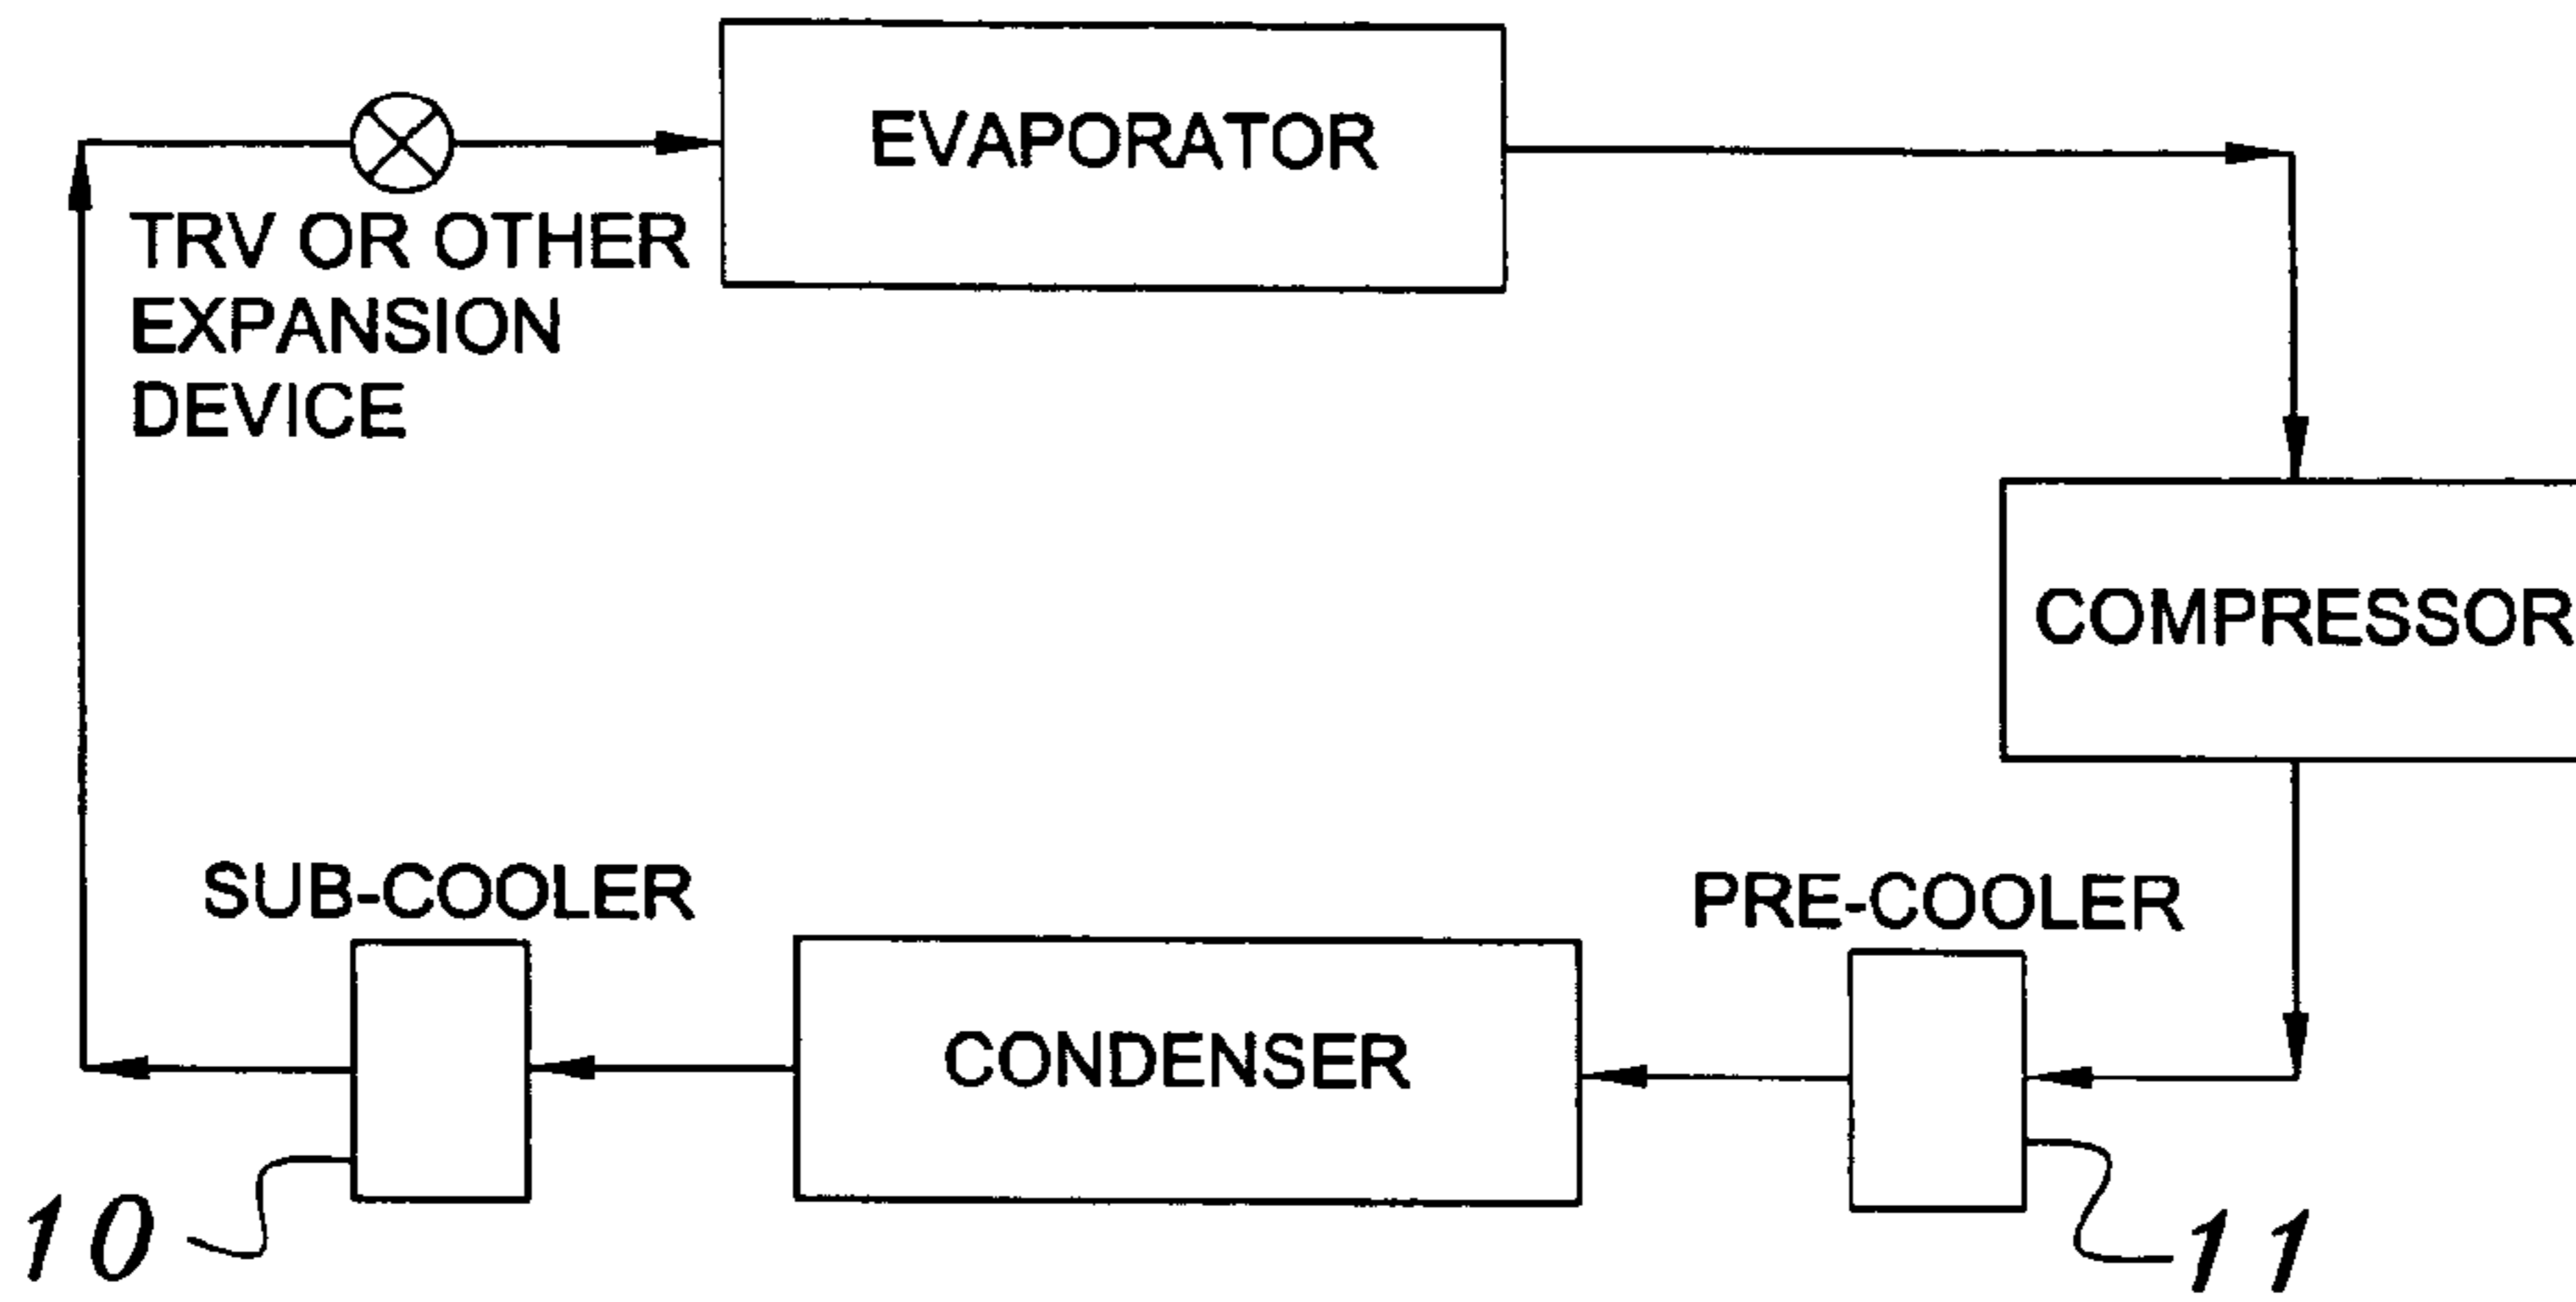 EVAPORATOR
TRV OR OTHER
EXPANSION
DEVICE
COMPRESSOR
SUB-COOLER
PRE-COOLER
CONDENSER
10
11